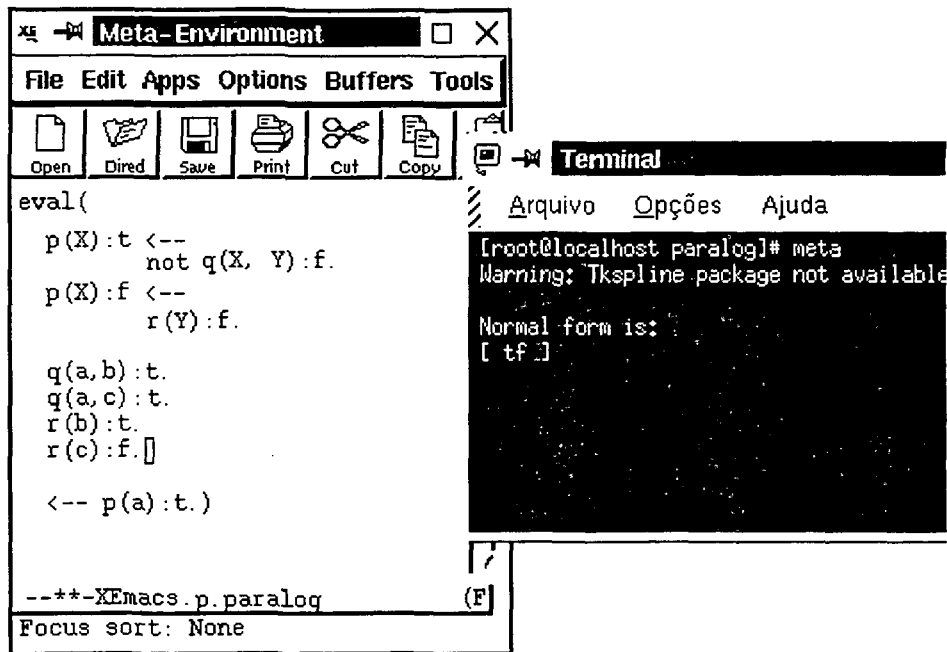 XE Meta-Environment
File Edit Apps Options Buffers Tools
Open Dired Save Print Cut Copy
eval(
p(X):t <--
not q(X, Y):f.
p(X):f <--
r(Y):f.
q(a,b):t.
q(a,c):t.
r(b):t.
r(c):f.
<-- p(a):t.)
--**-XEmacs.p.paralog (F
Focus sort: None
Terminal
Arquivo Opções Ajuda
[root@localhost paralog]# meta
Warning: Tkspline package not available
Normal form is:
[ tf ]